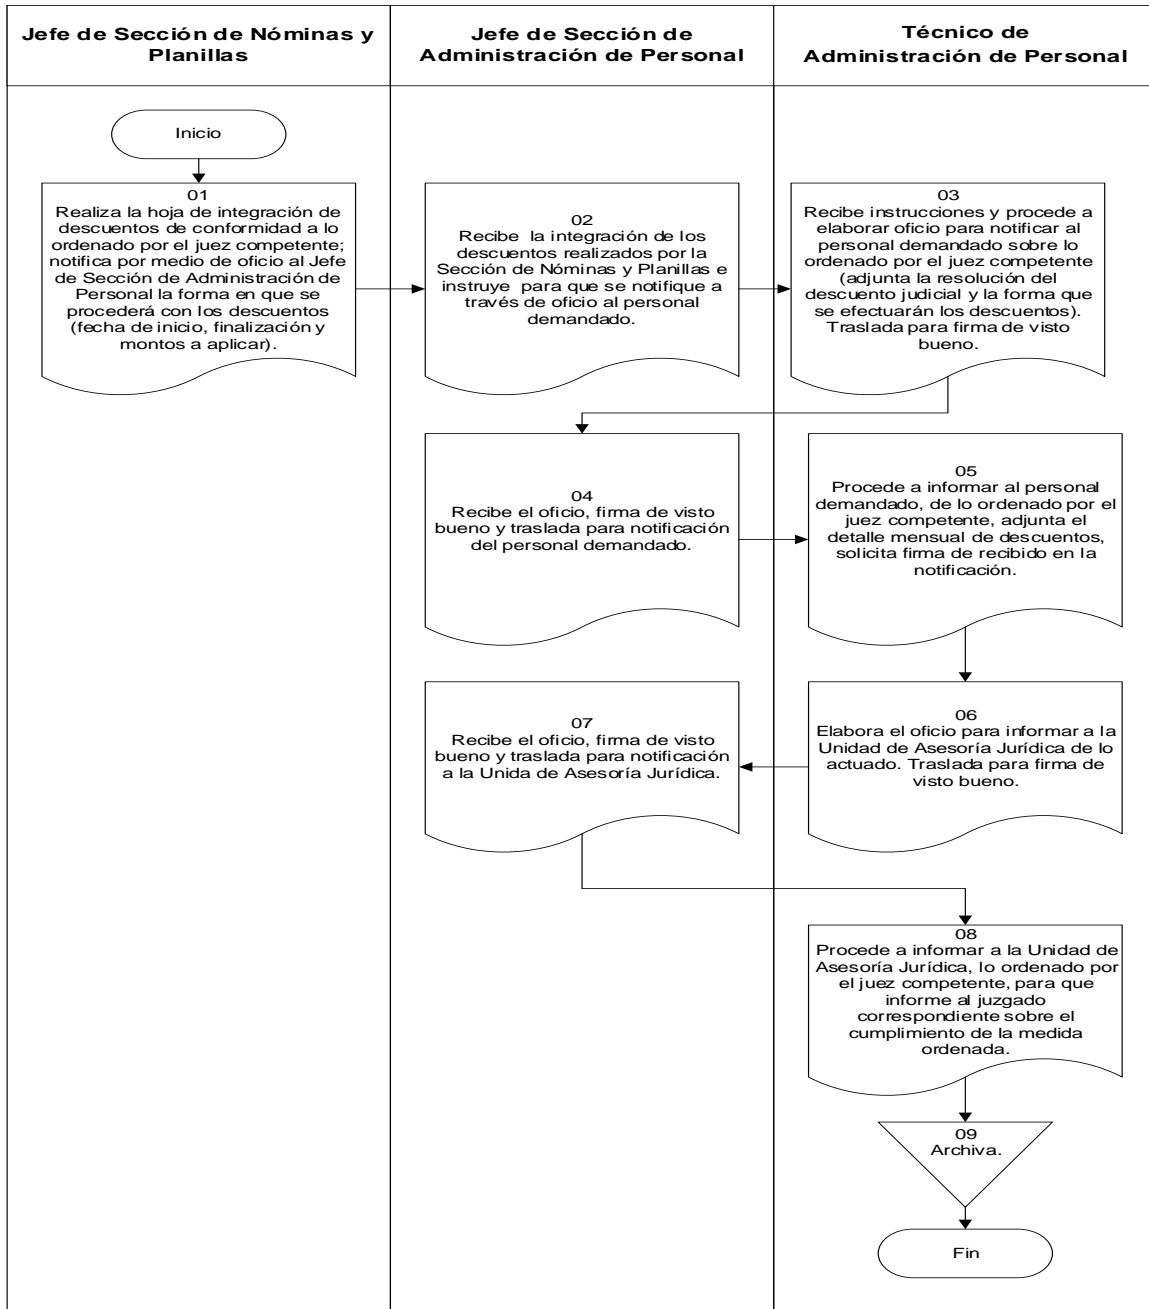 Jefe de Sección de Nóminas y
Planillas
Jefe de Sección de
Administración de Personal
Técnico de
Administración de Personal
Inicio
01
Realiza la hoja de integración de
descuentos de conformidad a lo
ordenado por el juez competente;
notifica por medio de oficio al Jefe
de Sección de Administración de
Personal la forma en que se
procederá con los descuentos
(fecha de inicio, finalización y
montos a aplicar).
02
Recibe la integración de los
descuentos realizados por la
Sección de Nóminas y Planillas e
instruye para que se notifique a
través de oficio al personal
demandado.
03
Recibe instrucciones y procede a
elaborar oficio para notificar al
personal demandado sobre lo
ordenado por el juez competente
(adjunta la resolución del
descuento judicial y la forma que
se efectuarán los descuentos).
Traslada para firma de visto
bueno.
04
Recibe el oficio, firma de visto
bueno y traslada para notificación
del personal demandado.
05
Procede a informar al personal
demandado, de lo ordenado por el
juez competente, adjunta el
detalle mensual de descuentos,
solicita firma de recibido en la
notificación.
06
Elabora el oficio para informar a la
Unidad de Asesoría Jurídica de lo
actuado. Traslada para firma de
visto bueno.
07
Recibe el oficio, firma de visto
bueno y traslada para notificación
a la Unida de Asesoría Jurídica.
08
Procede a informar a la Unidad de
Asesoría Jurídica, lo ordenado por
el juez competente, para que
informe al juzgado
correspondiente sobre el
cumplimiento de la medida
ordenada.
09
Archiva.
Fin